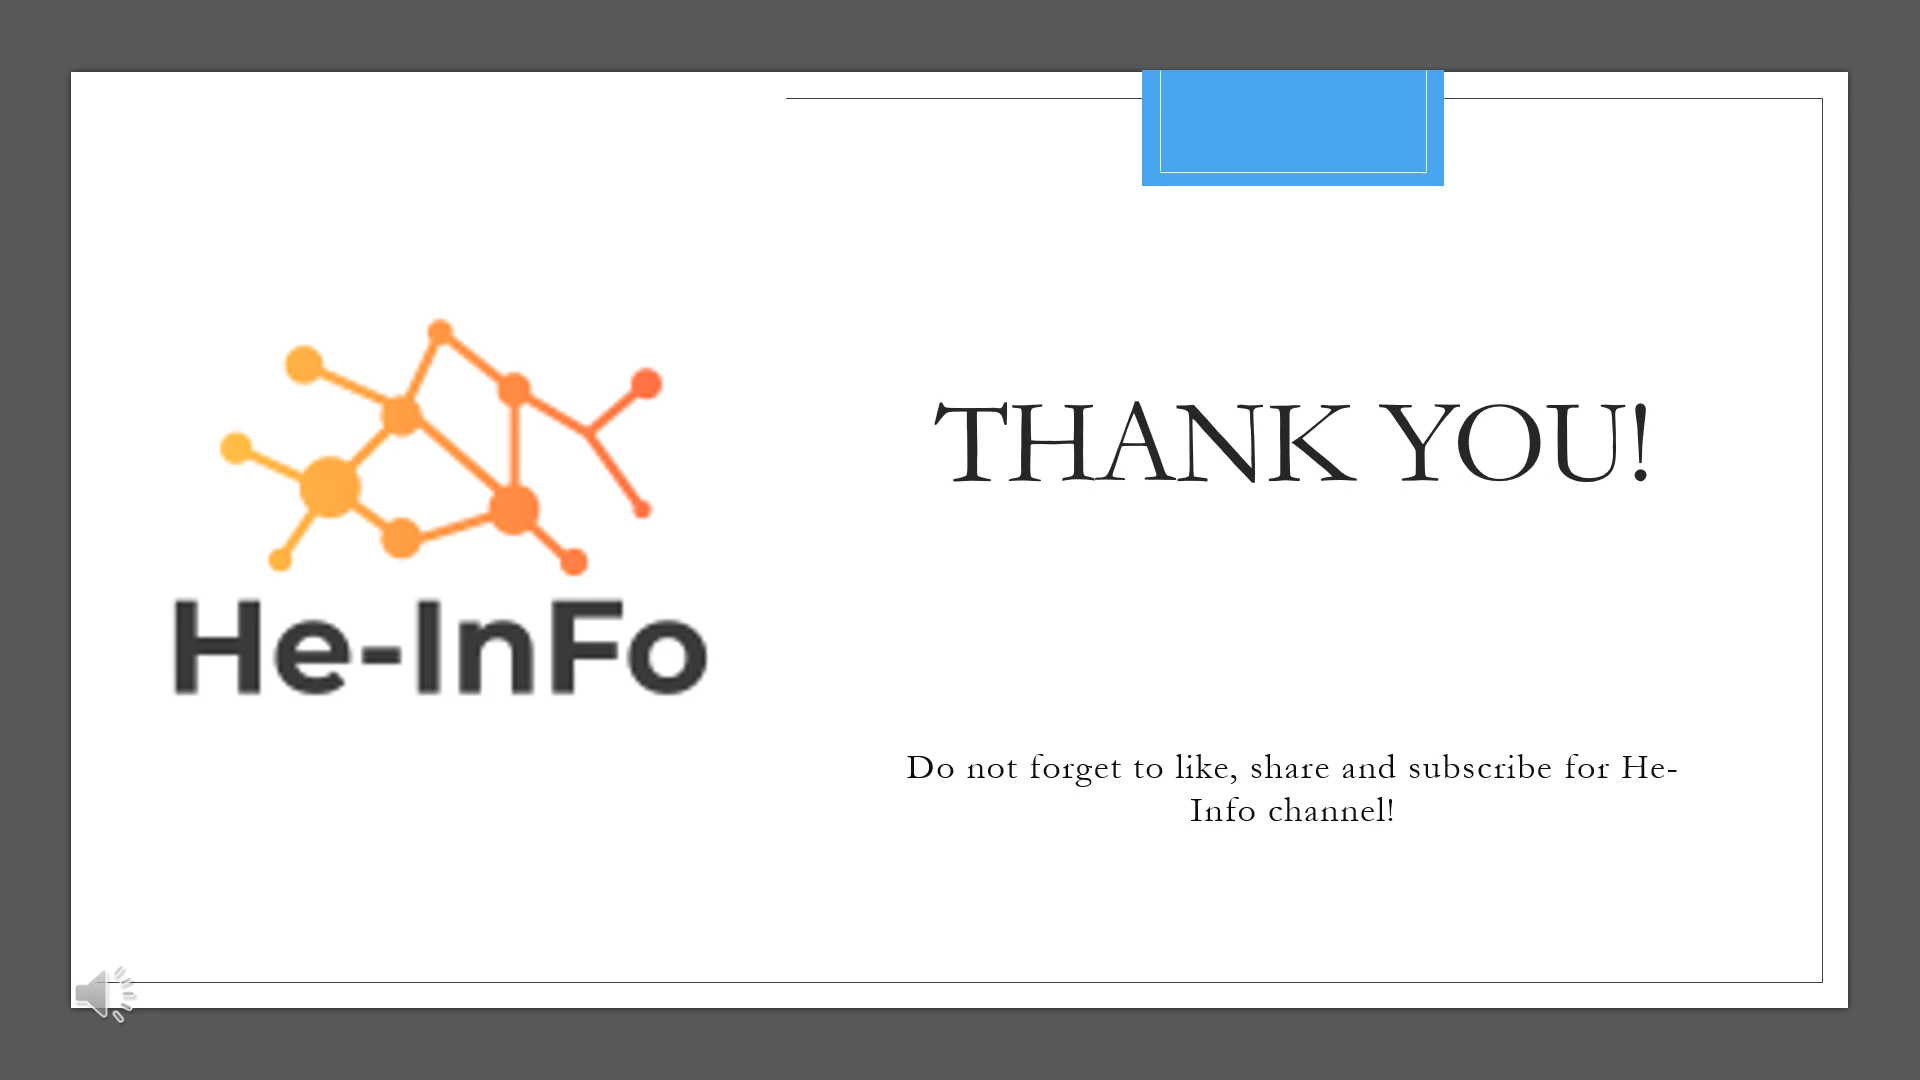 He-InFo
THANK YOU!
Do not forget to like, share and subscribe for He-
Info channel!